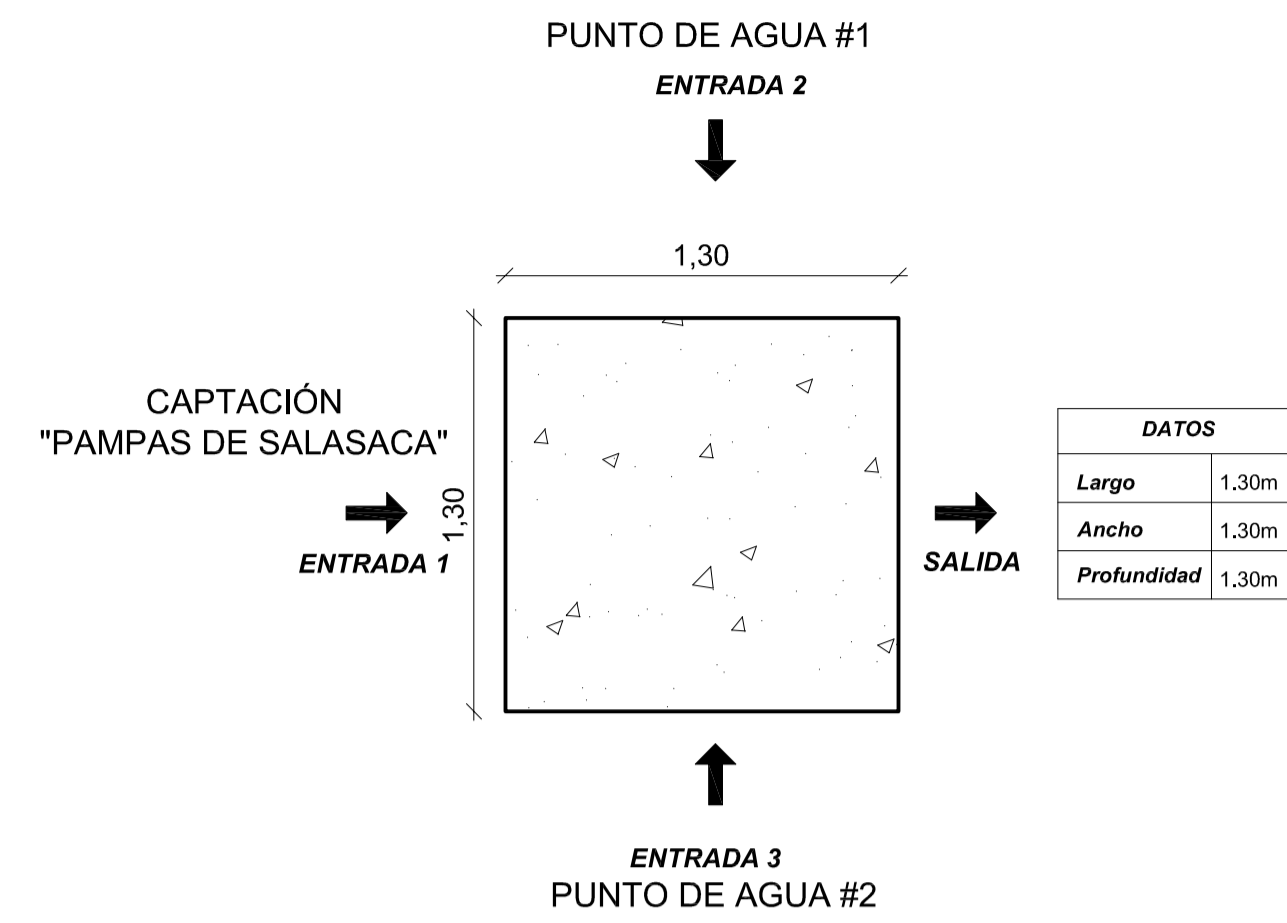 PUNTO DE AGUA #1
ENTRADA 2
1,30
CAPTACIÓN
"PAMPAS DE SALASACA"
ENTRADA 1
1,30
SALIDA
DATOS
Largo 1.30m
Ancho 1.30m
Profundidad 1.30m
ENTRADA 3
PUNTO DE AGUA #2